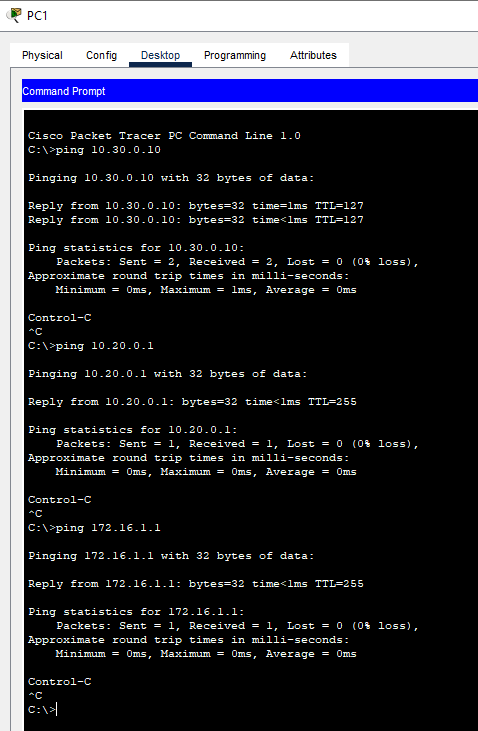 PC1
Physical Config Desktop Programming Attributes
Command Prompt
Cisco Packet Tracer PC Command Line 1.0
C:\>ping 10.30.0.10
Pinging 10.30.0.10 with 32 bytes of data:
Reply from 10.30.0.10: bytes=32 time=1ms TTL=127
Reply from 10.30.0.10: bytes=32 time<1ms TTL=127
Ping statistics for 10.30.0.10:
Packets: Sent = 2, Received = 2, Lost = 0 (0% loss),
Approximate round trip times in milli-seconds:
Minimum = 0ms, Maximum = 1ms, Average = 0ms
Control-C
^C
C:\>ping 10.20.0.1
Pinging 10.20.0.1 with 32 bytes of data:
Reply from 10.20.0.1: bytes=32 time<1ms TTL=255
Ping statistics for 10.20.0.1:
Packets: Sent = 1, Received = 1, Lost = 0 (0% loss),
Approximate round trip times in milli-seconds:
Minimum = 0ms, Maximum = 0ms, Average = 0ms
Control-C
^C
C:\>ping 172.16.1.1
Pinging 172.16.1.1 with 32 bytes of data:
Reply from 172.16.1.1: bytes=32 time<1ms TTL=255
Ping statistics for 172.16.1.1:
Packets: Sent = 1, Received = 1, Lost = 0 (0% loss),
Approximate round trip times in milli-seconds:
Minimum = 0ms, Maximum = 0ms, Average = 0ms
Control-C
^C
C:\>